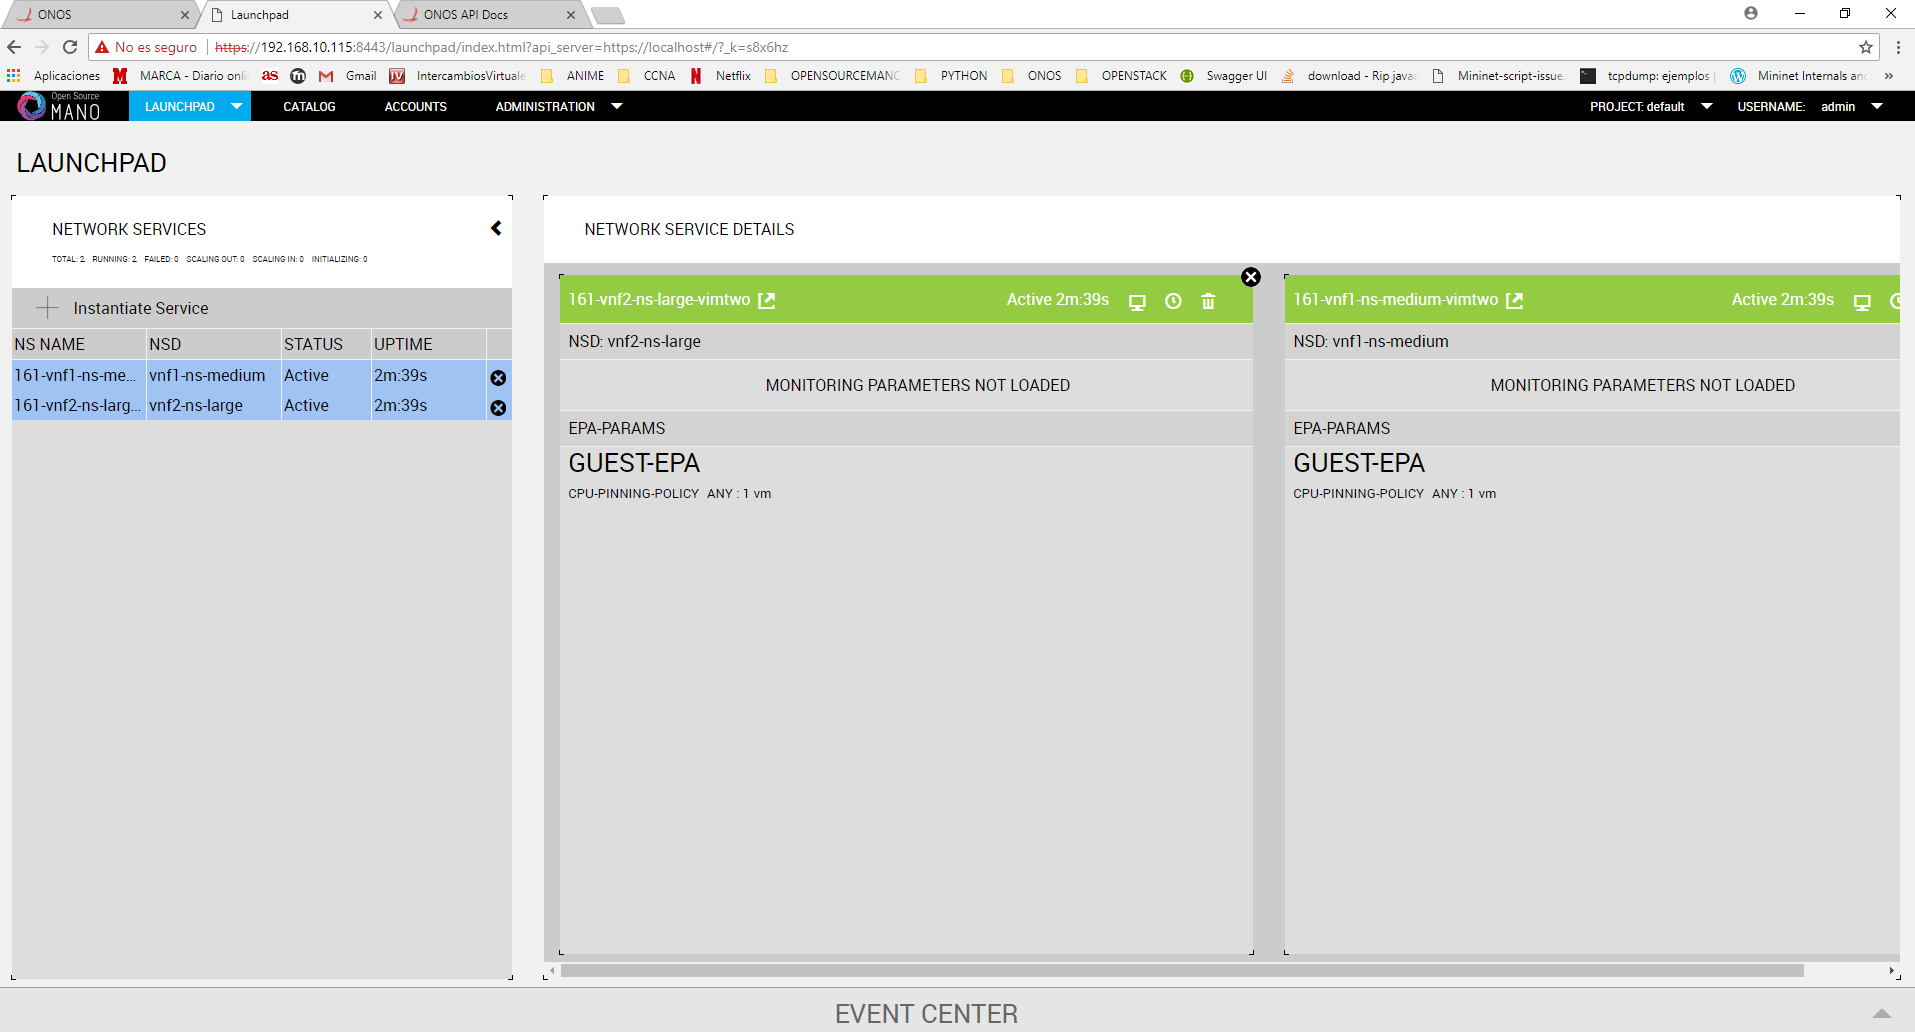 ONOS
Launchpad
ONOS API Docs
No es seguro https://192.168.10.115:8443/launchpad/index.html?api_server=https://localhost#/?_k=s8x6hz
Aplicaciones MARCA - Diario onli as Gmail IntercambiosVirtuale ANIME CCNA Netflix OPENSOURCEMANO PYTHON ONOS OPENSTACK Swagger UI download - Rip javac Mininet-script-issue. tcpdump: ejemplos Mininet Internals and »
Open Source
MANO
LAUNCHPAD CATALOG ACCOUNTS ADMINISTRATION PROJECT: default USERNAME: admin
LAUNCHPAD
NETWORK SERVICES
TOTAL: 2 RUNNING: 2 FAILED: 0 SCALING OUT: 0 SCALING IN: 0 INITIALIZING: 0
Instantiate Service
NS NAME NSD STATUS UPTIME
161-vnf1-ns-me... vnf1-ns-medium Active 2m:39s
161-vnf2-ns-larg... vnf2-ns-large Active 2m:39s
NETWORK SERVICE DETAILS
161-vnf2-ns-large-vimtwo Active 2m:39s
NSD: vnf2-ns-large
MONITORING PARAMETERS NOT LOADED
EPA-PARAMS
GUEST-EPA
CPU-PINNING-POLICY ANY : 1 vm
161-vnf1-ns-medium-vimtwo Active 2m:39s
NSD: vnf1-ns-medium
MONITORING PARAMETERS NOT LOADED
EPA-PARAMS
GUEST-EPA
CPU-PINNING-POLICY ANY : 1 vm
EVENT CENTER